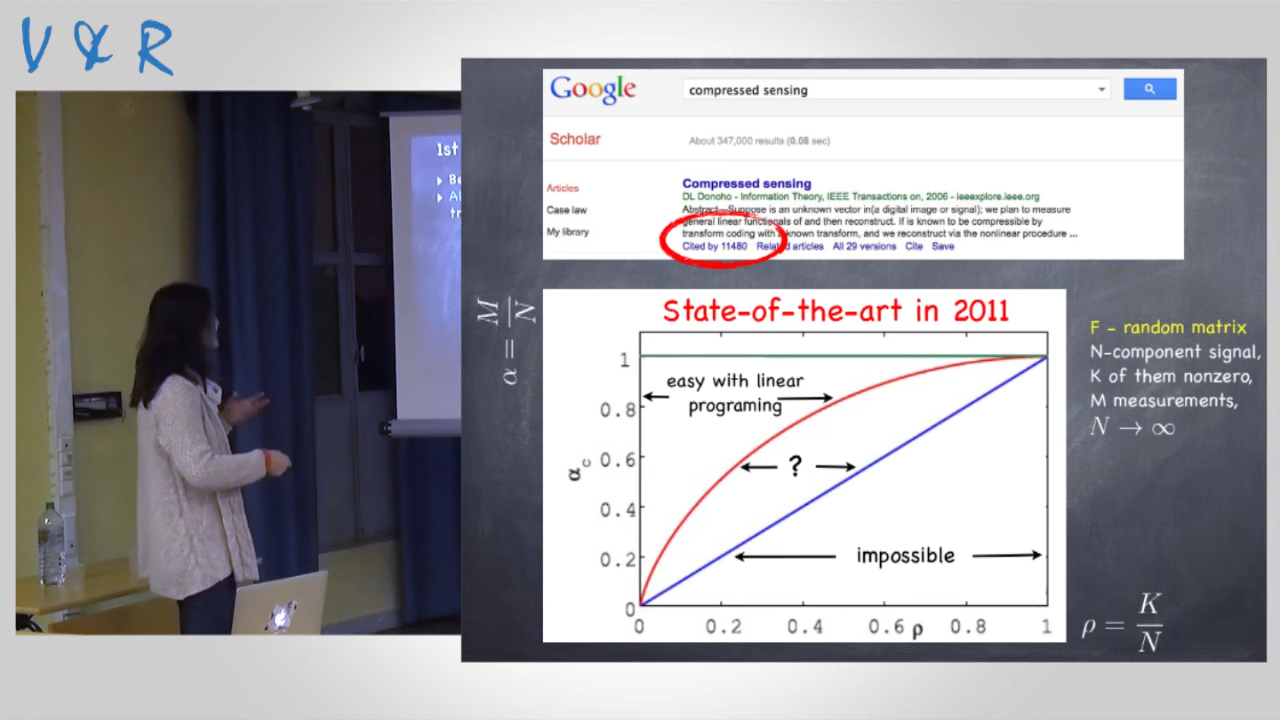 V & R
1st
Be
Al
tr
Google
compressed sensing
Scholar
About 347,000 results (0.08 sec)
Articles
Case law
My library
Compressed sensing
DL Donoho - Information Theory, IEEE Transactions on, 2006 - ieeexplore.ieee.org
Abstract—Suppose is an unknown vector in(a digital image or signal); we plan to measure
general linear functionals of and then reconstruct. If is known to be compressible by
transform coding with a known transform, and we reconstruct via the nonlinear procedure ...
Cited by 11480 Related articles All 29 versions Cite Save
α = M/N
State-of-the-art in 2011
1
0.8
0.6
0.4
0.2
0
α_c
easy with linear
programing
?
impossible
0 0.2 0.4 0.6 ρ 0.8 1
F - random matrix
N-component signal,
K of them nonzero,
M measurements,
N → ∞
ρ = K/N